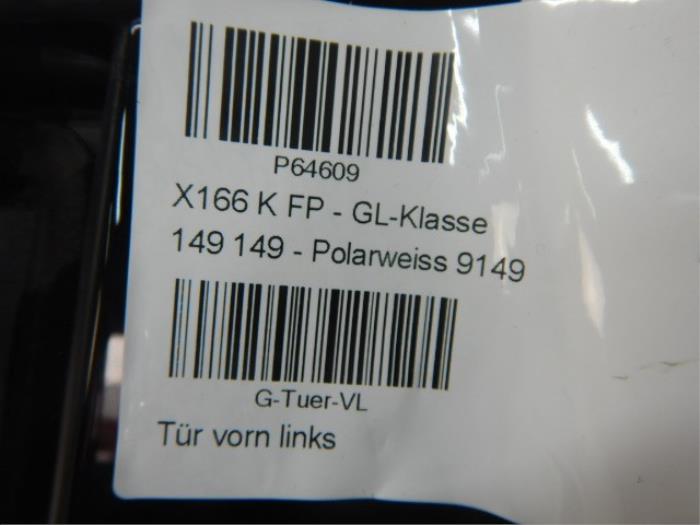 P64609
X166 K FP - GL-Klasse
149 149 - Polarweiss 9149
G-Tuer-VL
Tür vorn links